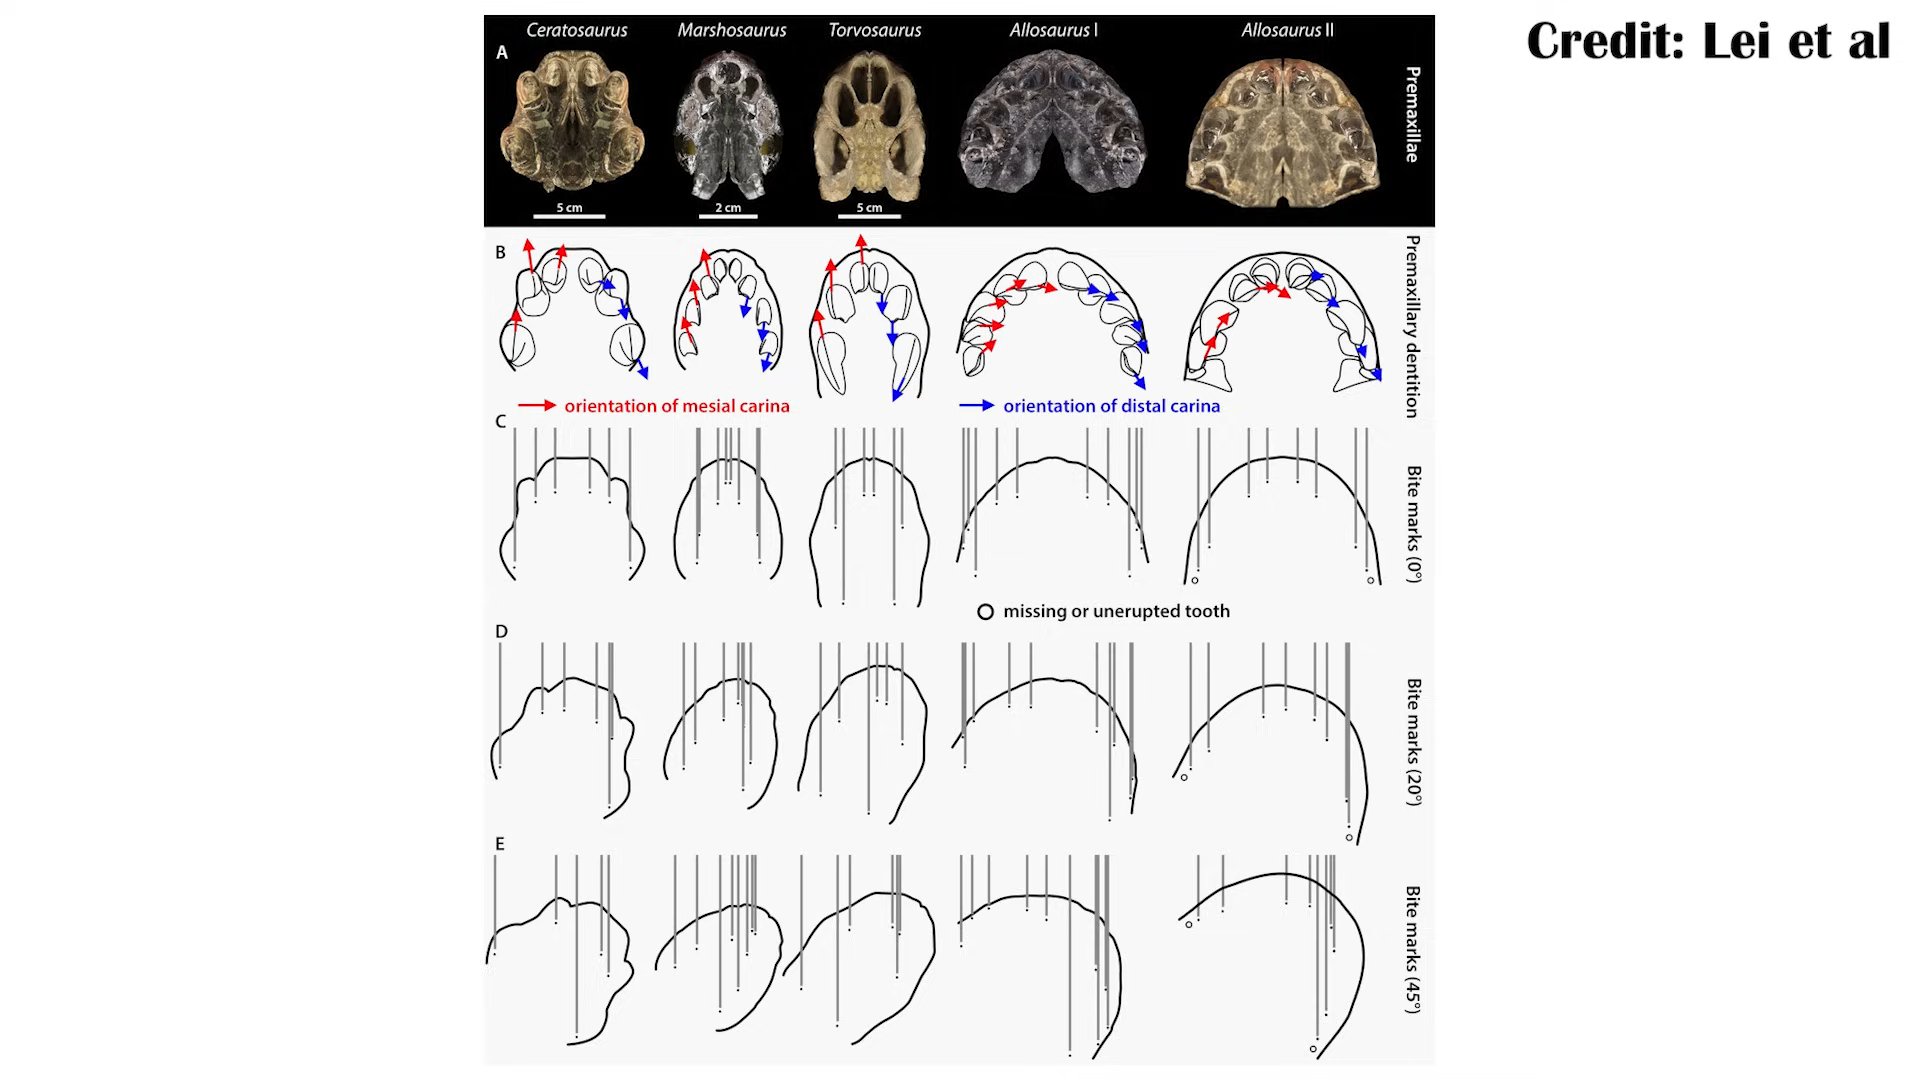 Credit: Lei et al
Ceratosaurus
Marshosaurus
Torvosaurus
Allosaurus I
Allosaurus II
A
Premaxillae
5 cm
2 cm
5 cm
B
Premaxillary dentition
orientation of mesial carina
orientation of distal carina
C
Bite marks (0°)
missing or unerupted tooth
D
Bite marks (20°)
E
Bite marks (45°)